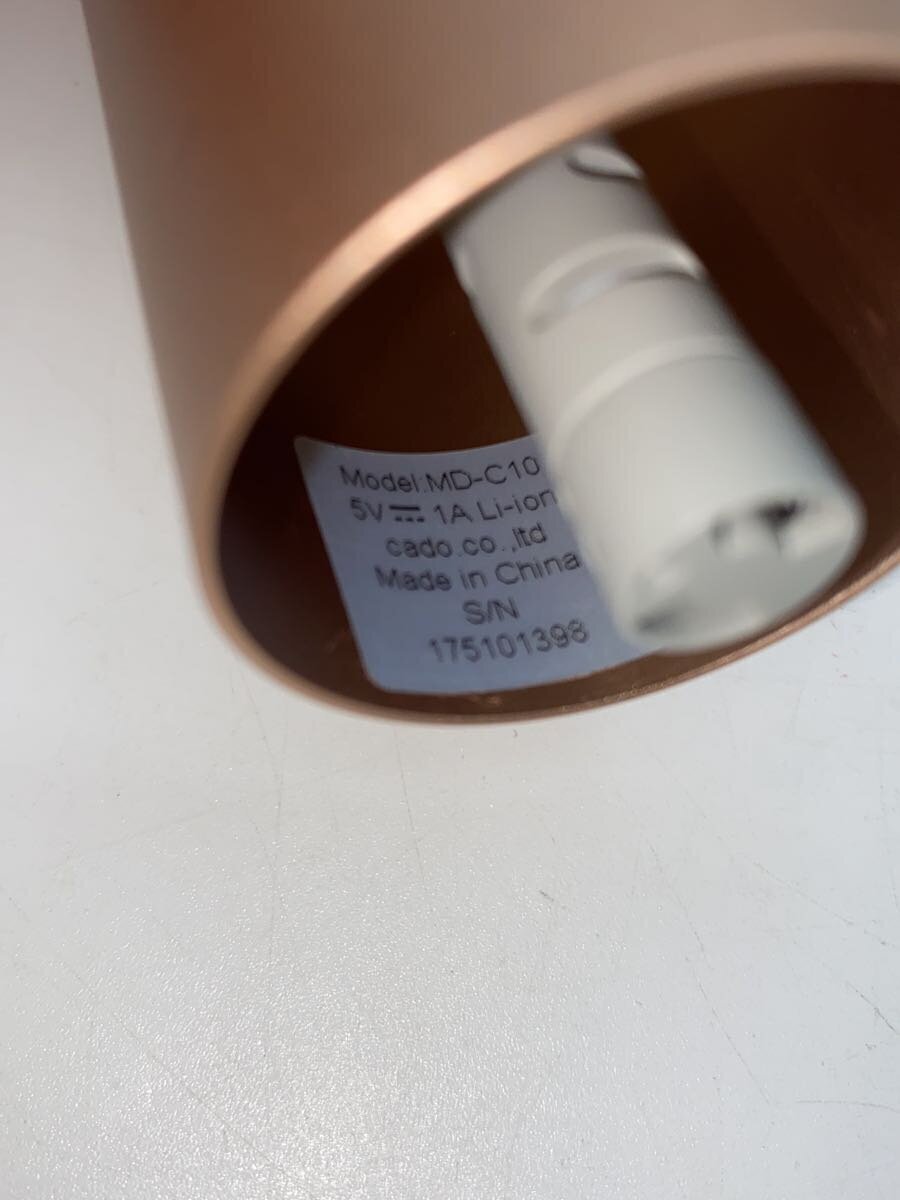 Model:MD-C10
5V⎓1A Li-ion
cado.co.,ltd
Made in China
S/N
175101398